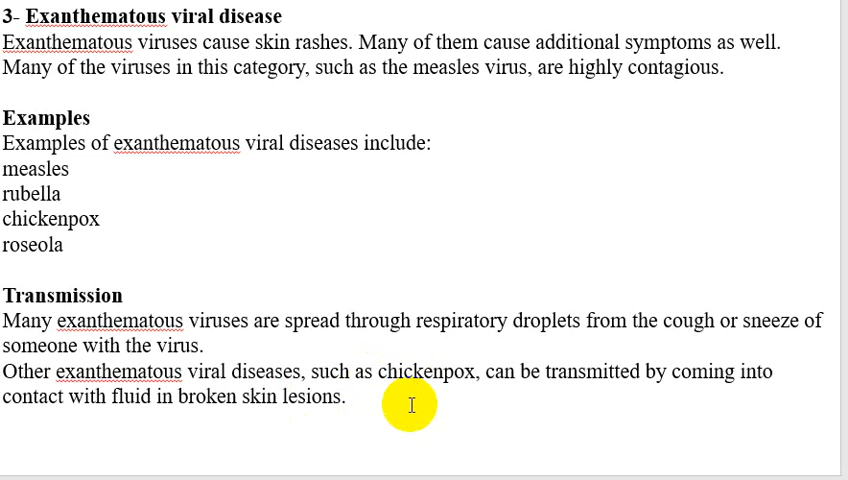 3- Exanthematous viral disease
Exanthematous viruses cause skin rashes. Many of them cause additional symptoms as well.
Many of the viruses in this category, such as the measles virus, are highly contagious.
Examples
Examples of exanthematous viral diseases include:
measles
rubella
chickenpox
roseola
Transmission
Many exanthematous viruses are spread through respiratory droplets from the cough or sneeze of
someone with the virus.
Other exanthematous viral diseases, such as chickenpox, can be transmitted by coming into
contact with fluid in broken skin lesions.